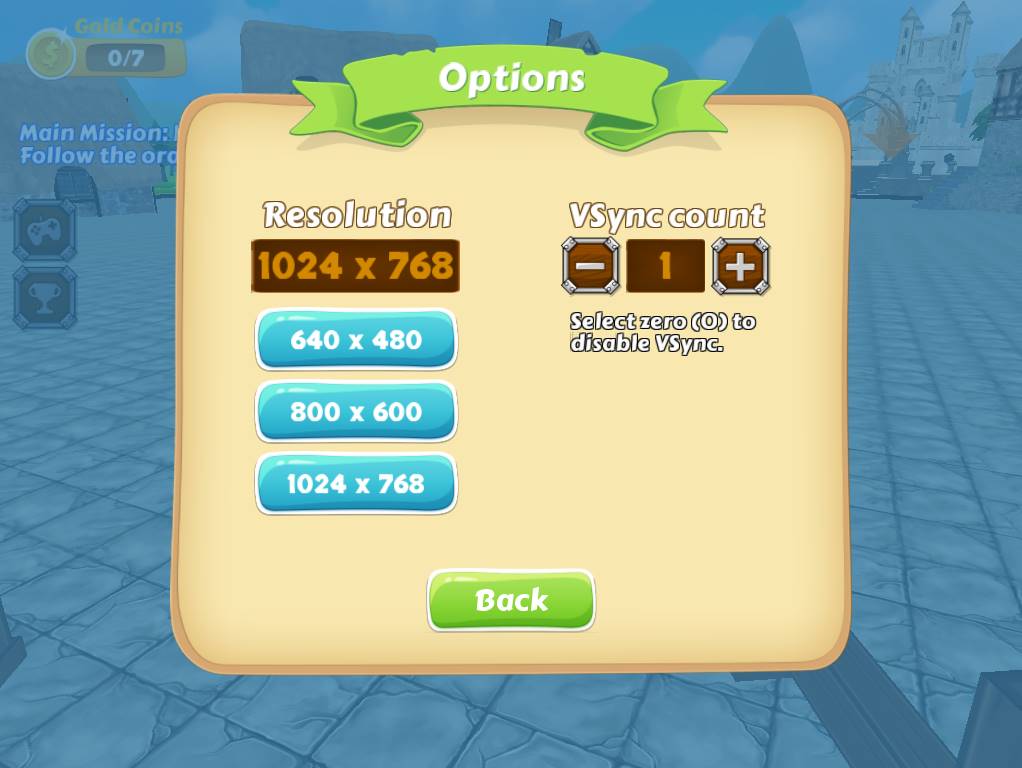 Gold Coins
0/7
Options
Main Mission:
Follow the
Resolution
1024 x 768
640 x 480
800 x 600
1024 x 768
VSync count
1
Select zero (0) to
disable VSync.
Back